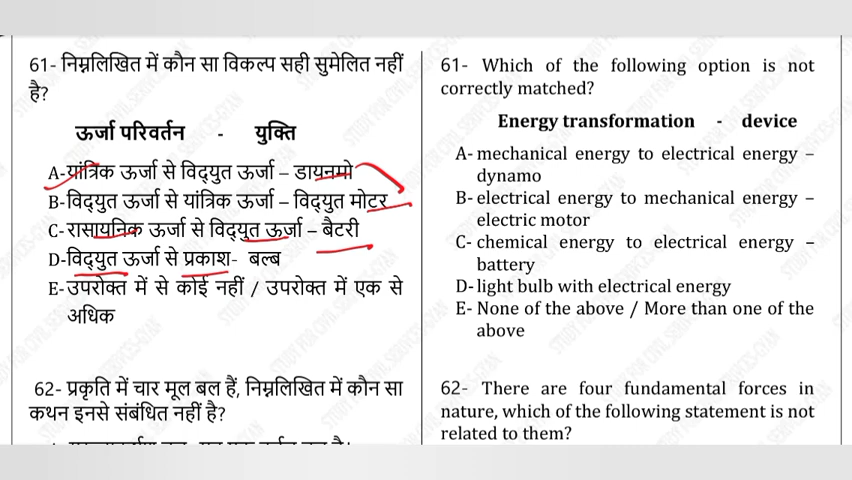 61- निम्नलिखित में कौन सा विकल्प सही सुमेलित नहीं
है?
ऊर्जा परिवर्तन - युक्ति
A-यांत्रिक ऊर्जा से विद्युत ऊर्जा – डायनमो
B-विद्युत ऊर्जा से यांत्रिक ऊर्जा – विद्युत मोटर
C-रासायनिक ऊर्जा से विद्युत ऊर्जा – बैटरी
D-विद्युत ऊर्जा से प्रकाश- बल्ब
E-उपरोक्त में से कोई नहीं / उपरोक्त में एक से
अधिक
62- प्रकृति में चार मूल बल हैं, निम्नलिखित में कौन सा
कथन इनसे संबंधित नहीं है?
61- Which of the following option is not
correctly matched?
Energy transformation - device
A- mechanical energy to electrical energy –
dynamo
B- electrical energy to mechanical energy –
electric motor
C- chemical energy to electrical energy –
battery
D- light bulb with electrical energy
E- None of the above / More than one of the
above
62- There are four fundamental forces in
nature, which of the following statement is not
related to them?